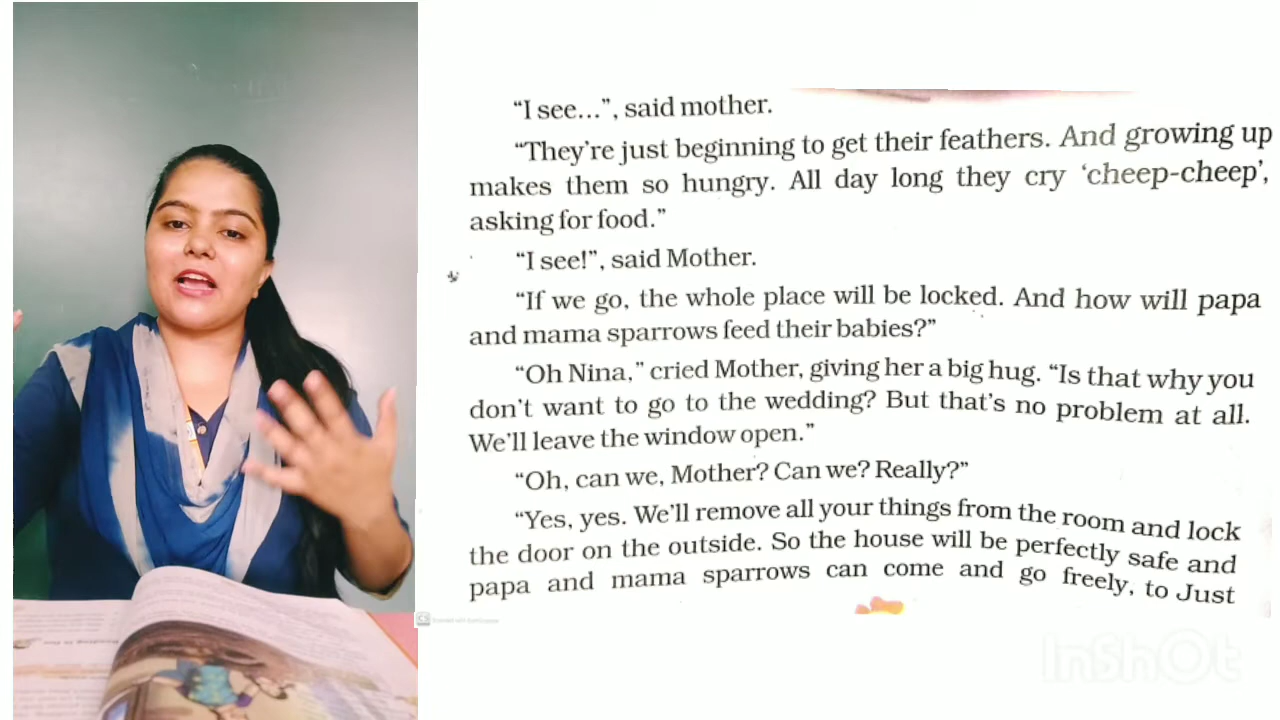 “I see...”, said mother.
“They’re just beginning to get their feathers. And growing up
makes them so hungry. All day long they cry ‘cheep-cheep’,
asking for food.”
“I see!”, said Mother.
“If we go, the whole place will be locked. And how will papa
and mama sparrows feed their babies?”
“Oh Nina,” cried Mother, giving her a big hug. “Is that why you
don’t want to go to the wedding? But that’s no problem at all.
We’ll leave the window open.”
“Oh, can we, Mother? Can we? Really?”
“Yes, yes. We’ll remove all your things from the room and lock
the door on the outside. So the house will be perfectly safe and
papa and mama sparrows can come and go freely, to Just
CS Scanned with CamScanner
InShOt